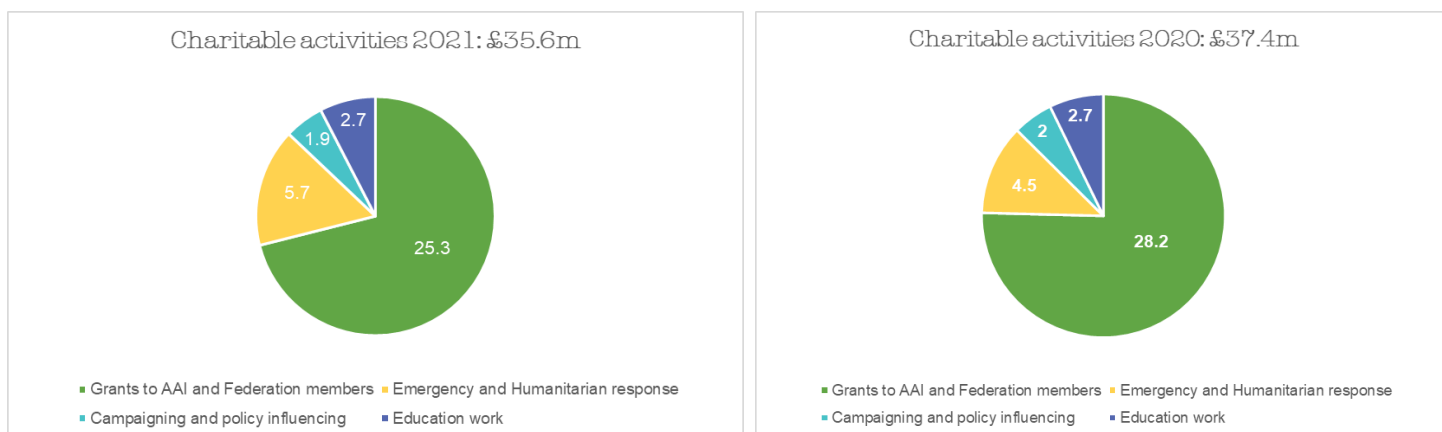 Charitable activities 2021: £35.6m
2.7
1.9
5.7
25.3
Grants to AAI and Federation members Emergency and Humanitarian response
Campaigning and policy influencing Education work
Charitable activities 2020: £37.4m
2.7
2
4.5
28.2
Grants to AAI and Federation members Emergency and Humanitarian response
Campaigning and policy influencing Education work